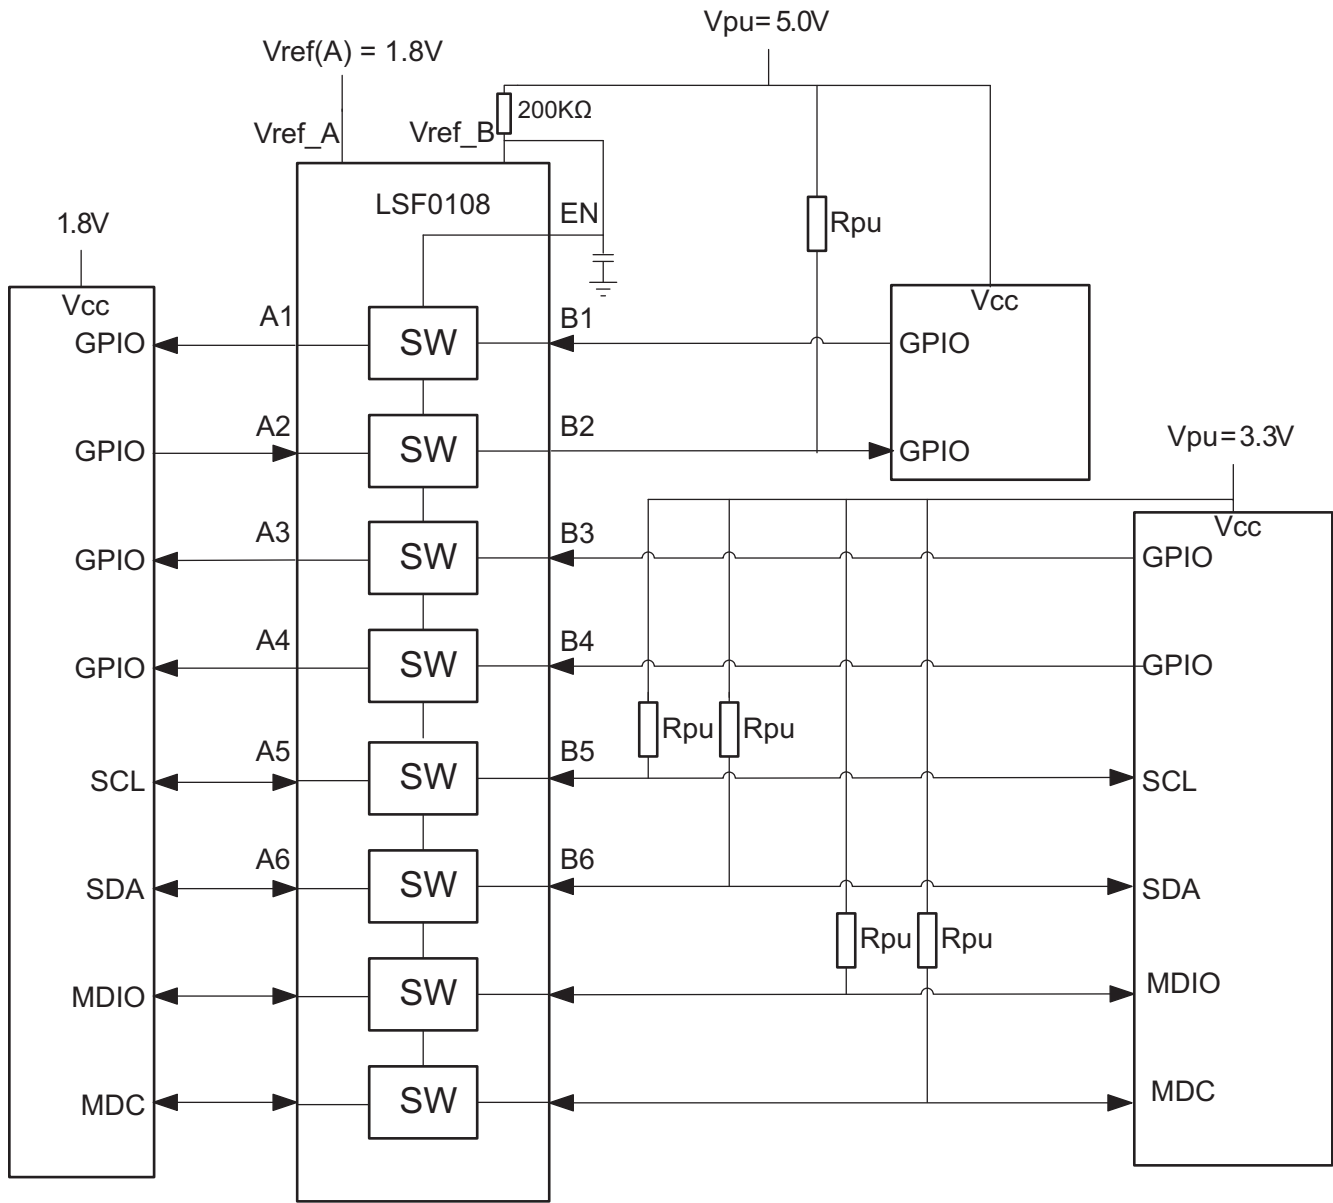 Vpu= 5.0V
Vref(A) = 1.8V
200KΩ
Vref_A
Vref_B
LSF0108
EN
Rpu
1.8V
Vcc
GPIO
A1
SW
B1
Vcc
GPIO
GPIO
A2
SW
B2
GPIO
Vpu=3.3V
Vcc
GPIO
A3
SW
B3
GPIO
GPIO
A4
SW
B4
GPIO
Rpu
Rpu
SCL
A5
SW
B5
SCL
SDA
A6
SW
B6
SDA
Rpu
Rpu
MDIO
SW
MDIO
MDC
SW
MDC